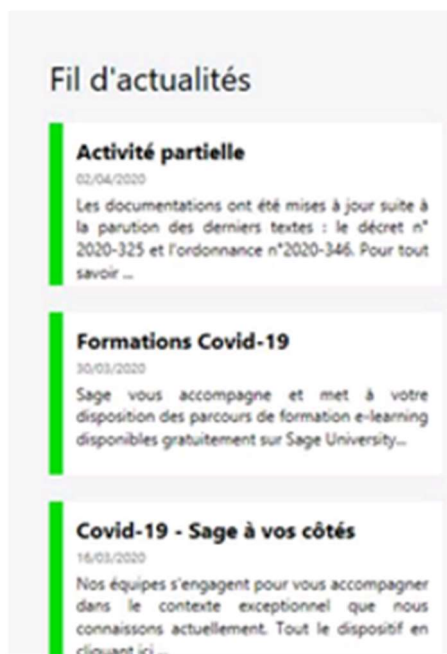 Fil d'actualités
Activité partielle
02/04/2020
Les documentations ont été mises à jour suite à
la parution des derniers textes : le décret n°
2020-325 et l'ordonnance n°2020-346. Pour tout
savoir ...
Formations Covid-19
30/03/2020
Sage vous accompagne et met à votre
disposition des parcours de formation e-learning
disponibles gratuitement sur Sage University...
Covid-19 - Sage à vos côtés
16/03/2020
Nos équipes s'engagent pour vous accompagner
dans le contexte exceptionnel que nous
connaissons actuellement. Tout le dispositif en
cliquant ici ...